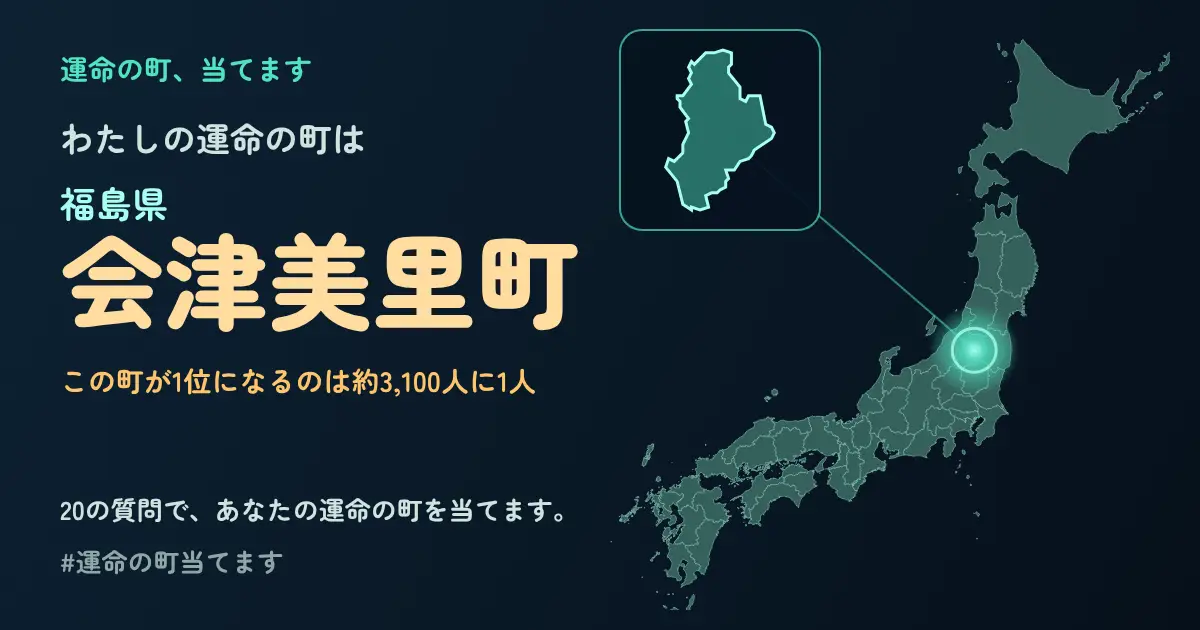 運命の町、当てます
わたしの運命の町は
福島県
会津美里町
この町が1位になるのは約3,100人に1人
20の質問で、あなたの運命の町を当てます。
#運命の町当てます